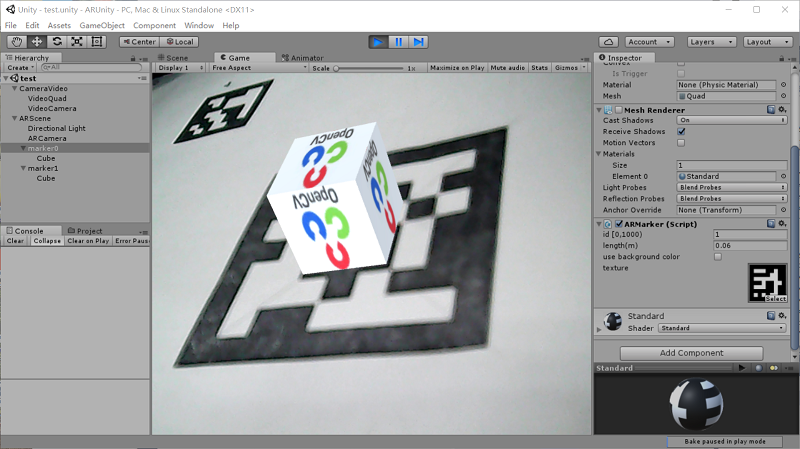 Unity - test.unity - ARUnity - PC, Mac & Linux Standalone <DX11>
File Edit Assets GameObject Component Window Help
Center Local Account Layers Layout
Hierarchy
Create All
test
CameraVideo
VideoQuad
VideoCamera
ARScene
Directional Light
ARCamera
marker0
Cube
marker1
Cube
Console Project
Clear Collapse Clear on Play Error Paus
Scene Game Animator
Display 1 Free Aspect Scale 1x Maximize on Play Mute audio Stats Gizmos
OpenCV
OpenCV
OpenCV
Inspector
Convex
Is Trigger
Material None (Physic Material)
Mesh Quad
Mesh Renderer
Cast Shadows On
Receive Shadows
Motion Vectors
Materials
Size 1
Element 0 Standard
Light Probes Blend Probes
Reflection Probes Blend Probes
Anchor Override None (Transform)
ARMarker (Script)
id [0,1000) 1
length(m) 0.06
use background color
texture
Select
Standard
Shader Standard
Add Component
Standard
Bake paused in play mode